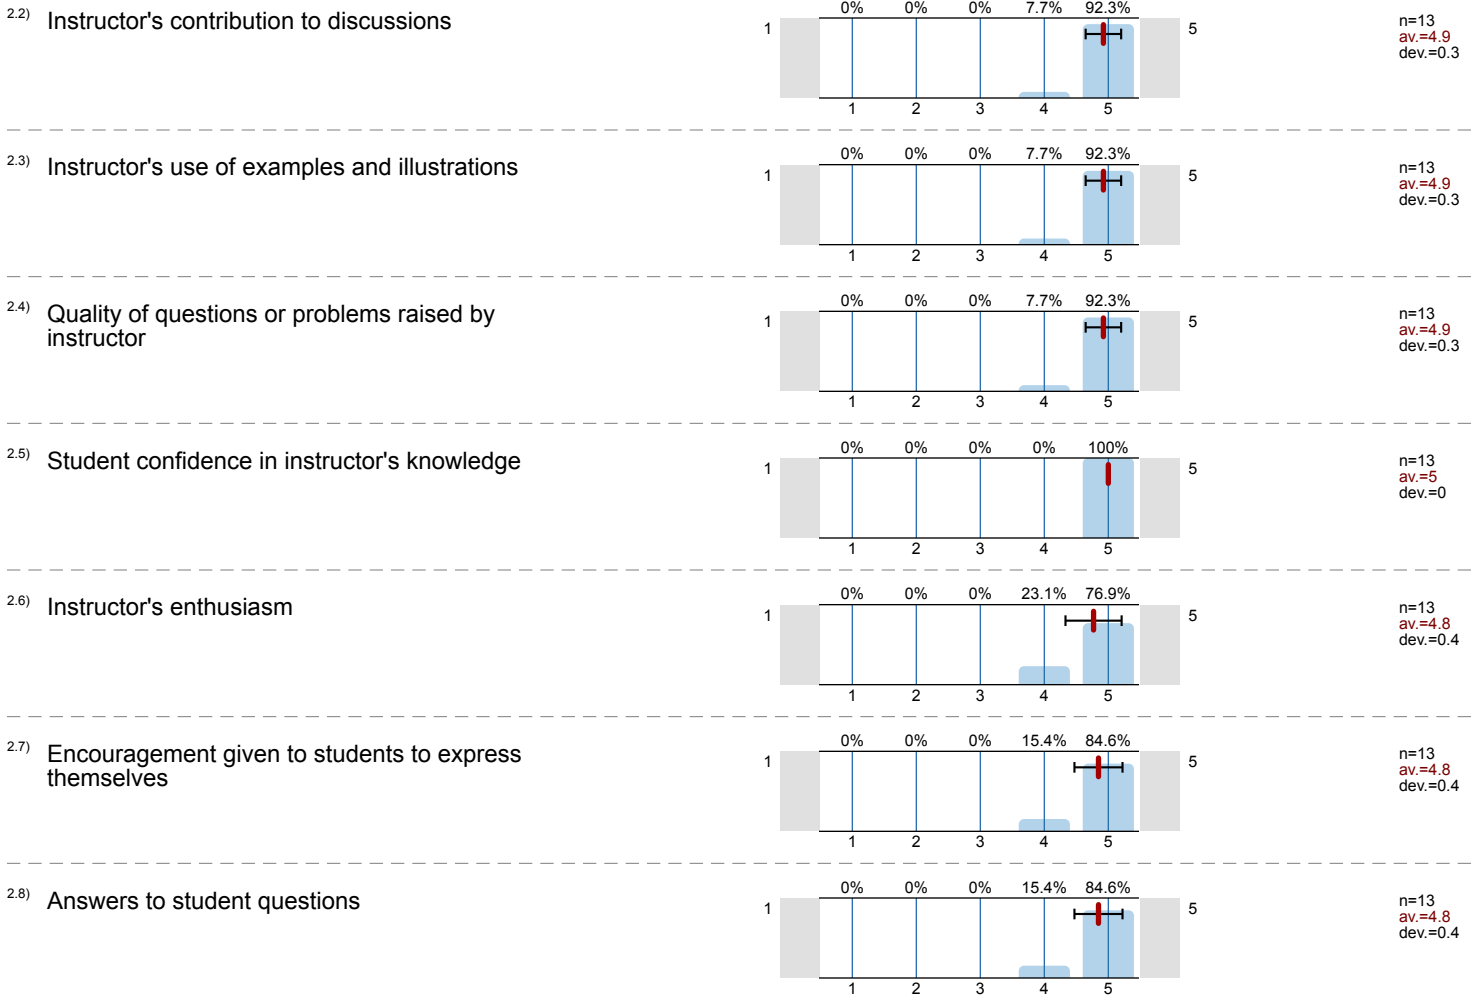 0% 0% 0% 7.7% 92.3%
2.2) Instructor's contribution to discussions
1 5
n=13
av.=4.9
dev.=0.3
1 2 3 4 5
0% 0% 0% 7.7% 92.3%
2.3) Instructor's use of examples and illustrations
1 5
n=13
av.=4.9
dev.=0.3
1 2 3 4 5
0% 0% 0% 7.7% 92.3%
2.4) Quality of questions or problems raised by
instructor
1 5
n=13
av.=4.9
dev.=0.3
1 2 3 4 5
0% 0% 0% 0% 100%
2.5) Student confidence in instructor's knowledge
1 5
n=13
av.=5
dev.=0
1 2 3 4 5
0% 0% 0% 23.1% 76.9%
2.6) Instructor's enthusiasm
1 5
n=13
av.=4.8
dev.=0.4
1 2 3 4 5
0% 0% 0% 15.4% 84.6%
2.7) Encouragement given to students to express
themselves
1 5
n=13
av.=4.8
dev.=0.4
1 2 3 4 5
0% 0% 0% 15.4% 84.6%
2.8) Answers to student questions
1 5
n=13
av.=4.8
dev.=0.4
1 2 3 4 5